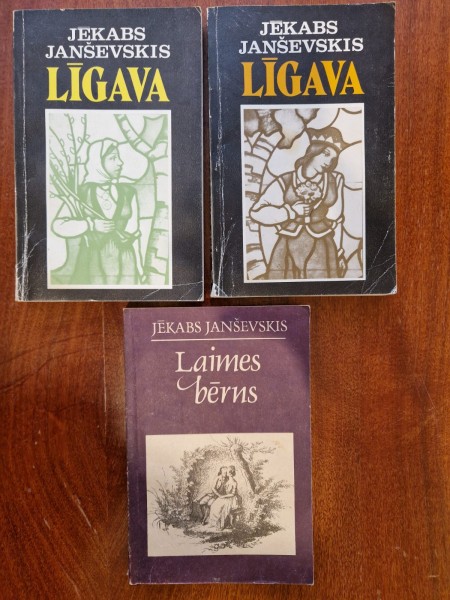 JĒKABS
JANŠEVSKIS
LĪGAVA
JĒKABS
JANŠEVSKIS
LĪGAVA
JĒKABS JANŠEVSKIS
Laimes
bērns